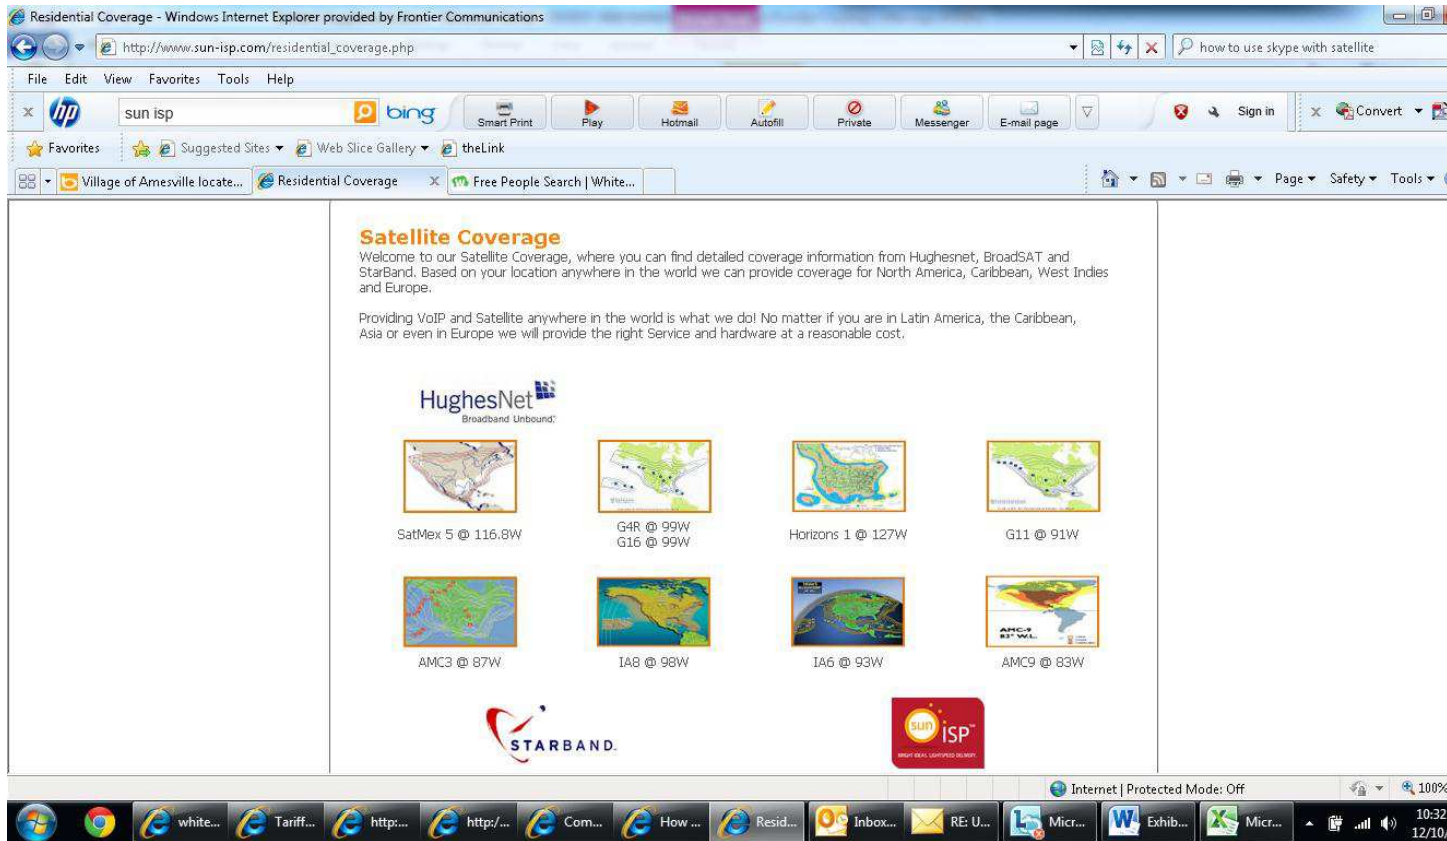 Residential Coverage - Windows Internet Explorer provided by Frontier Communications
http://www.sun-isp.com/residential_coverage.php
how to use skype with satellite
File Edit View Favorites Tools Help
x hp sun isp bing Smart Print Play Hotmail Autofill Private Messenger E-mail page Sign in x Convert
Favorites Suggested Sites Web Slice Gallery theLink
Village of Amesville locate... Residential Coverage X Free People Search | White... Page Safety Tools
Satellite Coverage
Welcome to our Satellite Coverage, where you can find detailed coverage information from Hughesnet, BroadSAT and
StarBand. Based on your location anywhere in the world we can provide coverage for North America, Caribbean, West Indies
and Europe.
Providing VoIP and Satellite anywhere in the world is what we do! No matter if you are in Latin America, the Caribbean,
Asia or even in Europe we will provide the right Service and hardware at a reasonable cost.
HughesNet
Broadband Unbound.
SatMex 5 @ 116.8W
G4R @ 99W
G16 @ 99W
Horizons 1 @ 127W
G11 @ 91W
AMC-9
83° W.L.
AMC3 @ 87W
IA8 @ 98W
IA6 @ 93W
AMC9 @ 83W
STARBAND.
sun ISP™
BRIGHT IDEAS. LIGHTSPEED DELIVERY.
Internet | Protected Mode: Off
100%
white... Tariff... http:... http:/... Com... How ... Resid... Inbox... RE: U... Micr... Exhib... Micr...
10:32
12/10/